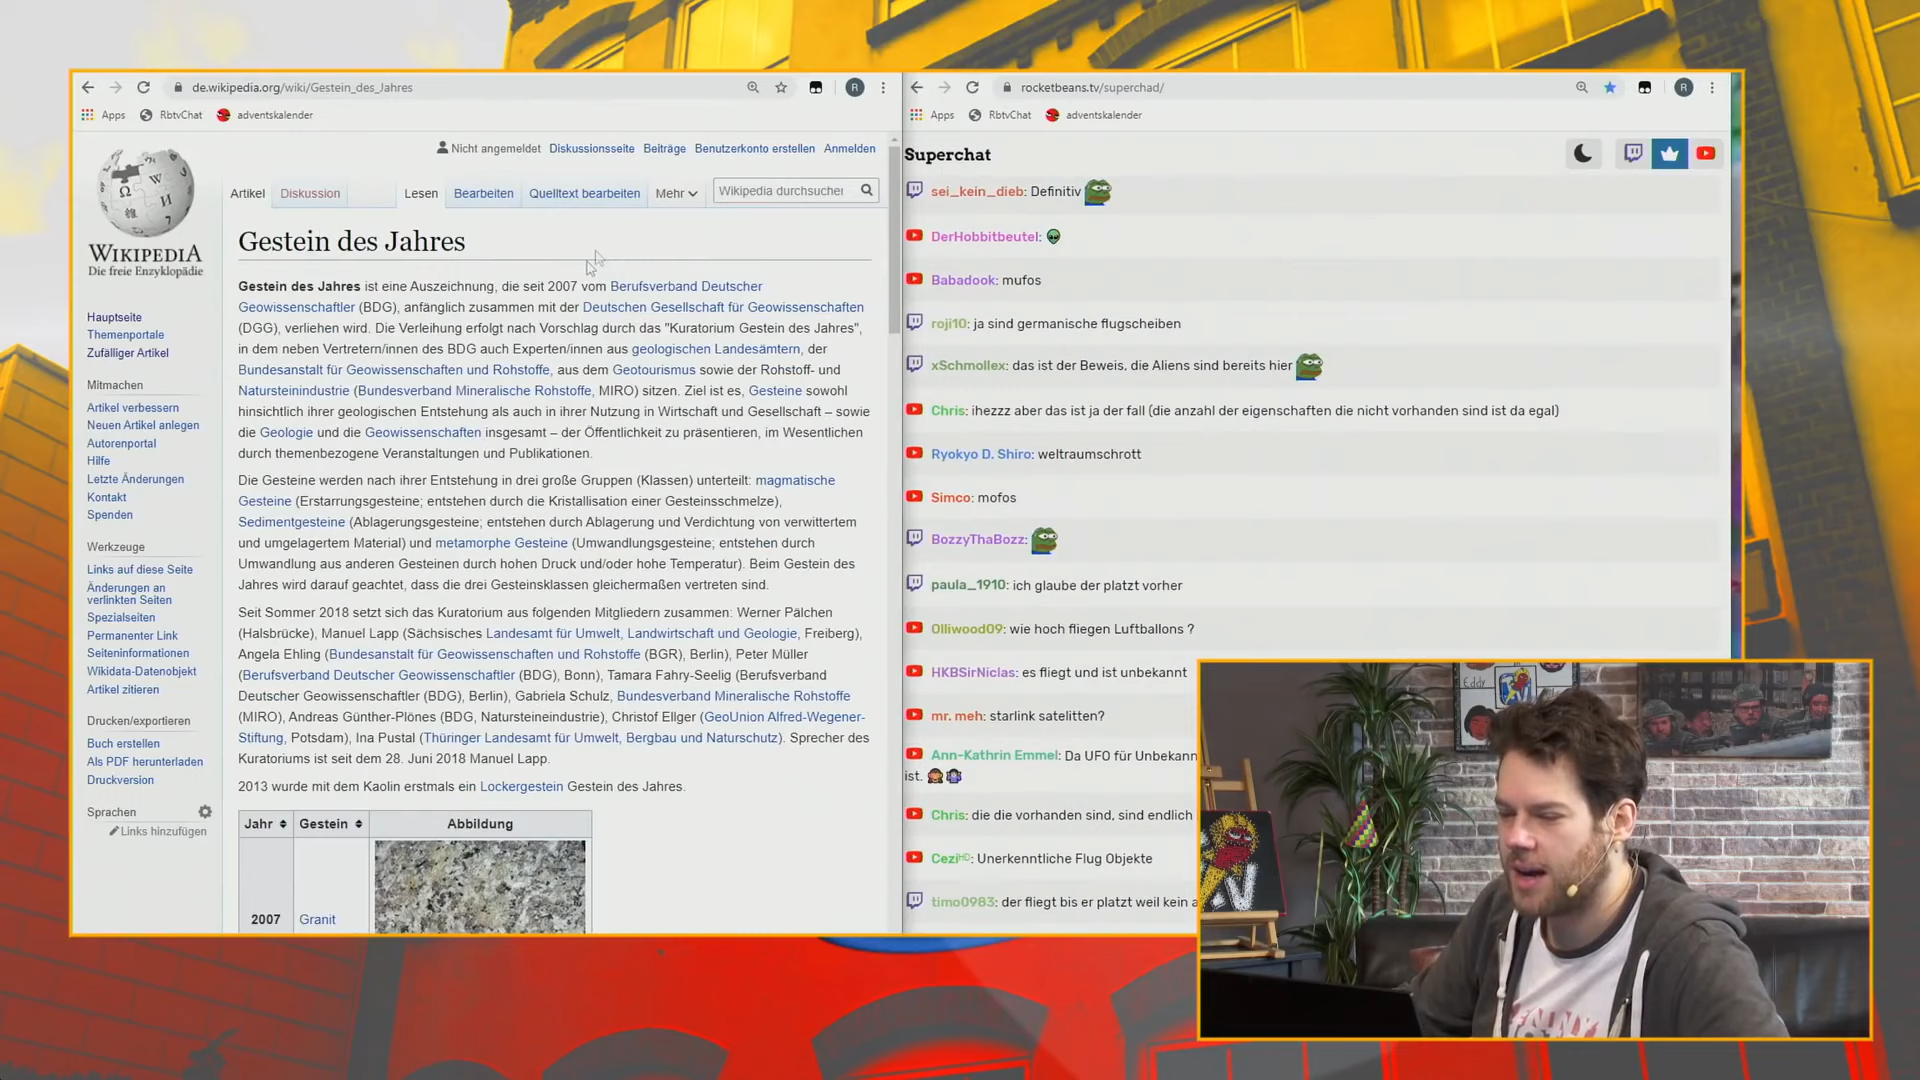 de.wikipedia.org/wiki/Gestein_des_Jahres
R
Apps RbtvChat adventskalender
WIKIPEDIA
Die freie Enzyklopädie
Hauptseite
Themenportale
Zufälliger Artikel
Mitmachen
Artikel verbessern
Neuen Artikel anlegen
Autorenportal
Hilfe
Letzte Änderungen
Kontakt
Spenden
Werkzeuge
Links auf diese Seite
Änderungen an
verlinkten Seiten
Spezialseiten
Permanenter Link
Seiteninformationen
Wikidata-Datenobjekt
Artikel zitieren
Drucken/exportieren
Buch erstellen
Als PDF herunterladen
Druckversion
Sprachen
Links hinzufügen
Nicht angemeldet Diskussionsseite Beiträge Benutzerkonto erstellen Anmelden
Artikel Diskussion Lesen Bearbeiten Quelltext bearbeiten Mehr Wikipedia durchsuchen
Gestein des Jahres
Gestein des Jahres ist eine Auszeichnung, die seit 2007 vom Berufsverband Deutscher
Geowissenschaftler (BDG), anfänglich zusammen mit der Deutschen Gesellschaft für Geowissenschaften
(DGG), verliehen wird. Die Verleihung erfolgt nach Vorschlag durch das "Kuratorium Gestein des Jahres",
in dem neben Vertretern/innen des BDG auch Experten/innen aus geologischen Landesämtern, der
Bundesanstalt für Geowissenschaften und Rohstoffe, aus dem Geotourismus sowie der Rohstoff- und
Natursteinindustrie (Bundesverband Mineralische Rohstoffe, MIRO) sitzen. Ziel ist es, Gesteine sowohl
hinsichtlich ihrer geologischen Entstehung als auch in ihrer Nutzung in Wirtschaft und Gesellschaft – sowie
die Geologie und die Geowissenschaften insgesamt – der Öffentlichkeit zu präsentieren, im Wesentlichen
durch themenbezogene Veranstaltungen und Publikationen.
Die Gesteine werden nach ihrer Entstehung in drei große Gruppen (Klassen) unterteilt: magmatische
Gesteine (Erstarrungsgesteine; entstehen durch die Kristallisation einer Gesteinsschmelze),
Sedimentgesteine (Ablagerungsgesteine; entstehen durch Ablagerung und Verdichtung von verwittertem
und umgelagertem Material) und metamorphe Gesteine (Umwandlungsgesteine; entstehen durch
Umwandlung aus anderen Gesteinen durch hohen Druck und/oder hohe Temperatur). Beim Gestein des
Jahres wird darauf geachtet, dass die drei Gesteinsklassen gleichermaßen vertreten sind.
Seit Sommer 2018 setzt sich das Kuratorium aus folgenden Mitgliedern zusammen: Werner Pälchen
(Halsbrücke), Manuel Lapp (Sächsisches Landesamt für Umwelt, Landwirtschaft und Geologie, Freiberg),
Angela Ehling (Bundesanstalt für Geowissenschaften und Rohstoffe (BGR), Berlin), Peter Müller
(Berufsverband Deutscher Geowissenschaftler (BDG), Bonn), Tamara Fahry-Seelig (Berufsverband
Deutscher Geowissenschaftler (BDG), Berlin), Gabriela Schulz, Bundesverband Mineralische Rohstoffe
(MIRO), Andreas Günther-Plönes (BDG, Natursteineindustrie), Christof Ellger (GeoUnion Alfred-Wegener-
Stiftung, Potsdam), Ina Pustal (Thüringer Landesamt für Umwelt, Bergbau und Naturschutz). Sprecher des
Kuratoriums ist seit dem 28. Juni 2018 Manuel Lapp.
2013 wurde mit dem Kaolin erstmals ein Lockergestein Gestein des Jahres.
Jahr Gestein Abbildung
2007 Granit
rocketbeans.tv/superchad/
R
Apps RbtvChat adventskalender
Superchat
sei_kein_dieb: Definitiv
DerHobbitbeutel:
Babadook: mufos
roji10: ja sind germanische flugscheiben
xSchmollex: das ist der Beweis, die Aliens sind bereits hier
Chris: ihezzz aber das ist ja der fall (die anzahl der eigenschaften die nicht vorhanden sind ist da egal)
Ryokyo D. Shiro: weltraumschrott
Simco: mofos
BozzyThaBozz:
paula_1910: ich glaube der platzt vorher
Olliwood09: wie hoch fliegen Luftballons ?
HKBSirNiclas: es fliegt und ist unbekannt
mr. meh: starlink satelitten?
Ann-Kathrin Emmel: Da UFO für Unbekann
ist.
Chris: die die vorhanden sind, sind endlich
Cezi HD: Unerkenntliche Flug Objekte
timo0983: der fliegt bis er platzt weil kein a
Eddy